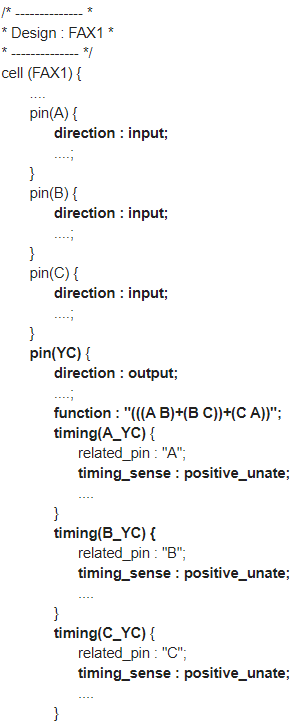 /* -------------- *
* Design : FAX1 *
* -------------- */
cell (FAX1) {
....
pin(A) {
direction : input;
....;
}
pin(B) {
direction : input;
....;
}
pin(C) {
direction : input;
....;
}
pin(YC) {
direction : output;
....;
function : "(((A B)+(B C))+(C A))";
timing(A_YC) {
related_pin : "A";
timing_sense : positive_unate;
....
}
timing(B_YC) {
related_pin : "B";
timing_sense : positive_unate;
....
}
timing(C_YC) {
related_pin : "C";
timing_sense : positive_unate;
....
}